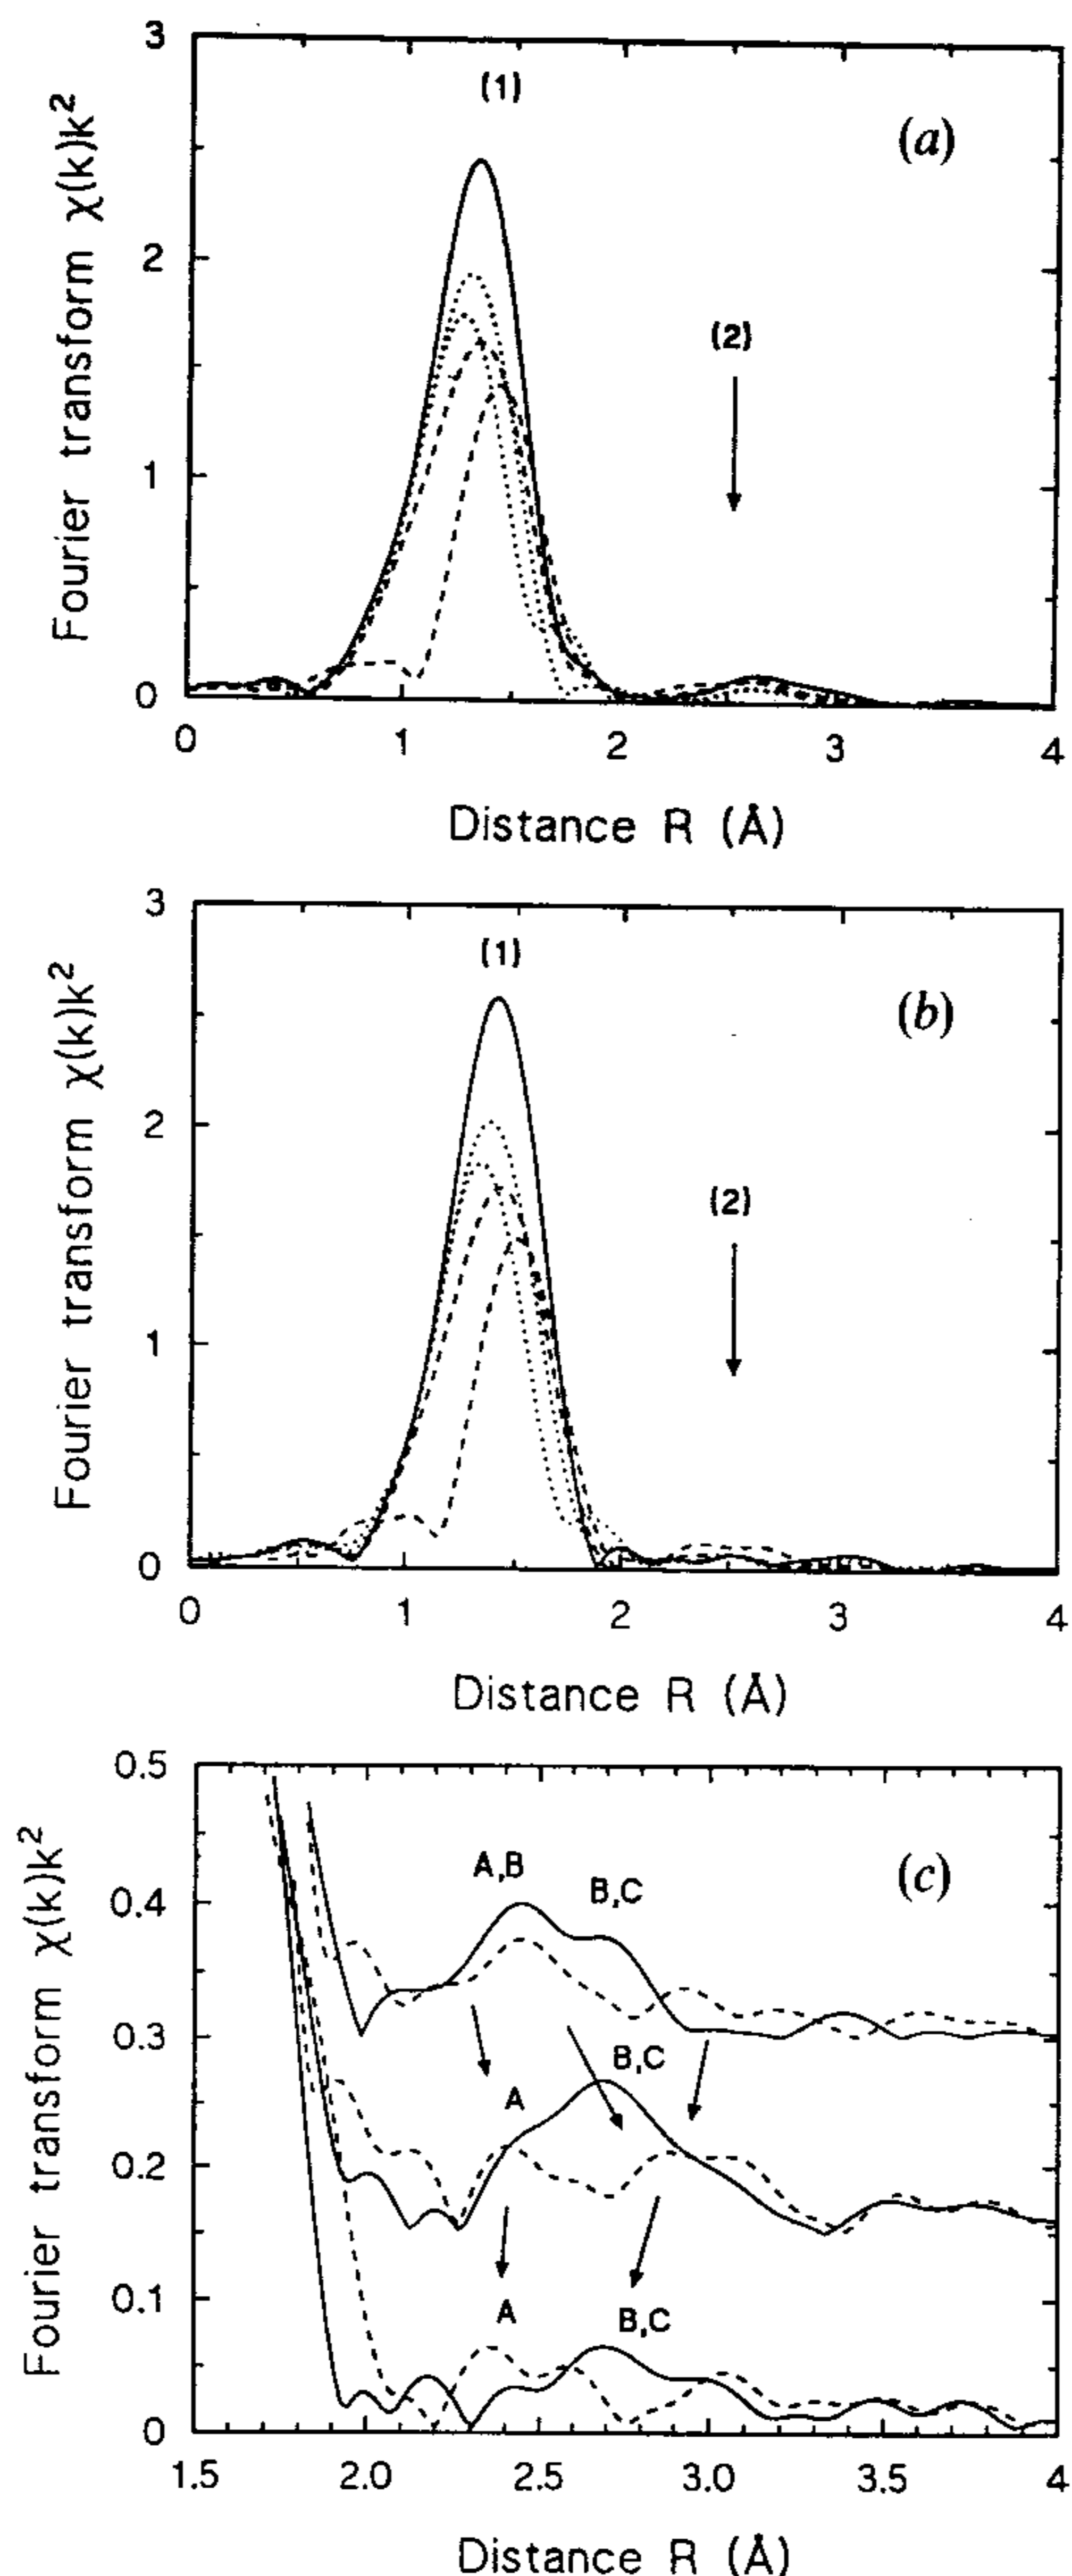 3
(1)
(a)
2
(2)
1
0
0 1 2 3 4
Distance R (Å)
Fourier transform χ(k)k²
3
(1)
(b)
2
(2)
1
0
0 1 2 3 4
Distance R (Å)
Fourier transform χ(k)k²
0.5
A,B
B,C
(c)
0.4
0.3
B,C
A
0.2
0.1
A
B,C
0
1.5 2.0 2.5 3.0 3.5 4
Distance R (Å)
Fourier transform χ(k)k²